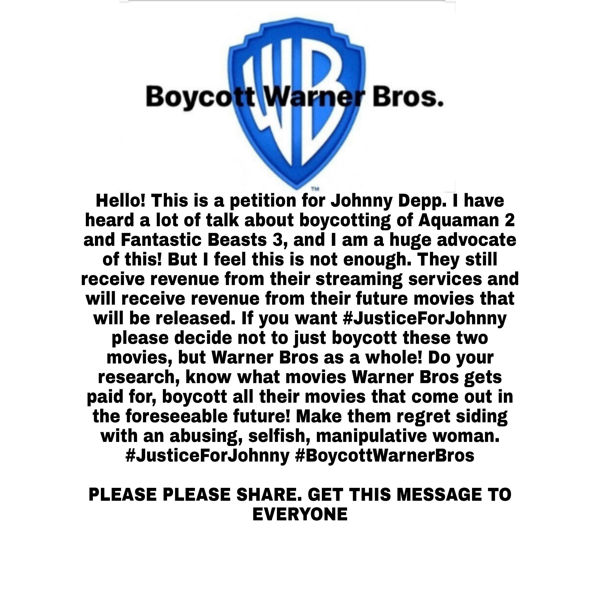 WB
Boycott Warner Bros.
TM
Hello! This is a petition for Johnny Depp. I have
heard a lot of talk about boycotting of Aquaman 2
and Fantastic Beasts 3, and I am a huge advocate
of this! But I feel this is not enough. They still
receive revenue from their streaming services and
will receive revenue from their future movies that
will be released. If you want #JusticeForJohnny
please decide not to just boycott these two
movies, but Warner Bros as a whole! Do your
research, know what movies Warner Bros gets
paid for, boycott all their movies that come out in
the foreseeable future! Make them regret siding
with an abusing, selfish, manipulative woman.
#JusticeForJohnny #BoycottWarnerBros
PLEASE PLEASE SHARE. GET THIS MESSAGE TO
EVERYONE